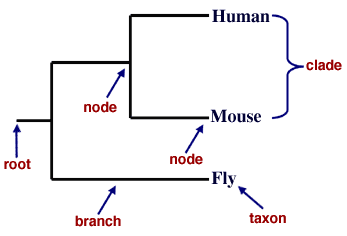 Human
clade
node
Mouse
node
root
Fly
branch
taxon